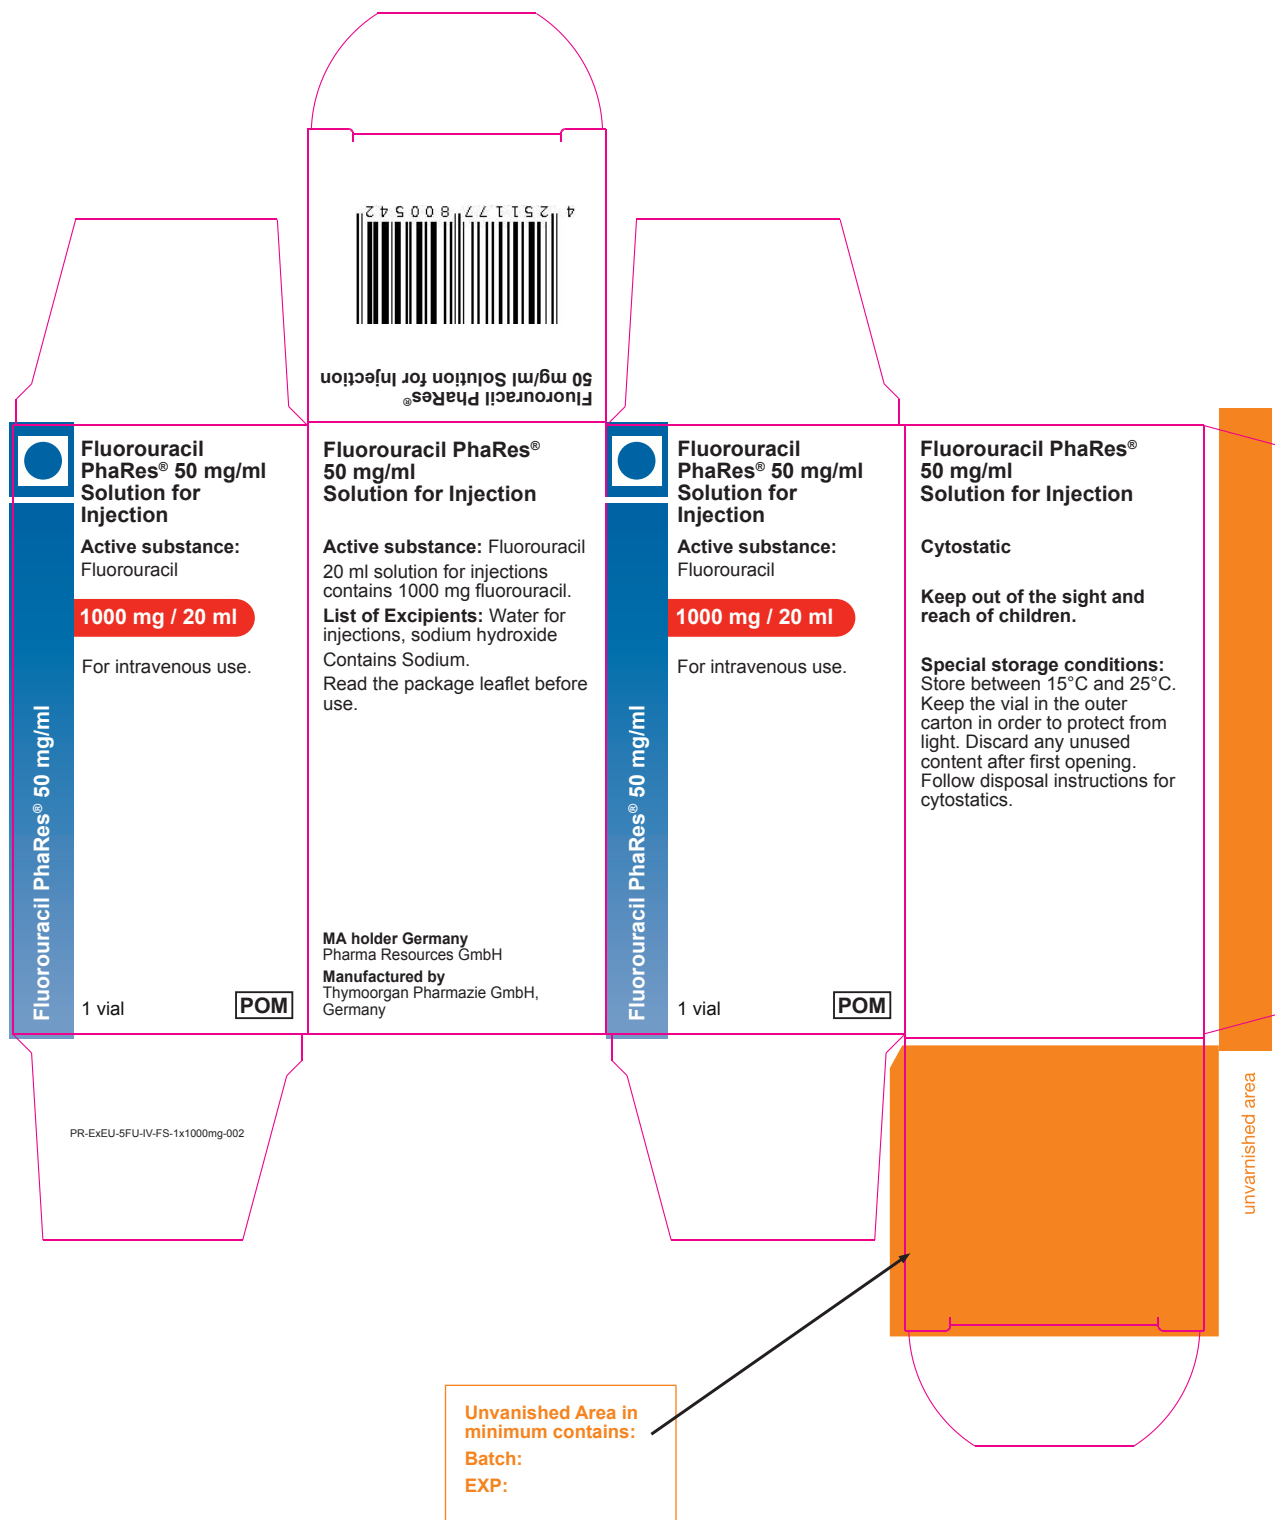 4 251177 800542
Fluorouracil PhaRes®
50 mg/ml Solution for Injection
Fluorouracil
PhaRes® 50 mg/ml
Solution for
Injection
Active substance:
Fluorouracil
1000 mg / 20 ml
For intravenous use.
Fluorouracil PhaRes® 50 mg/ml
1 vial
POM
Fluorouracil PhaRes®
50 mg/ml
Solution for Injection
Active substance: Fluorouracil
20 ml solution for injections
contains 1000 mg fluorouracil.
List of Excipients: Water for
injections, sodium hydroxide
Contains Sodium.
Read the package leaflet before
use.
MA holder Germany
Pharma Resources GmbH
Manufactured by
Thymoorgan Pharmazie GmbH,
Germany
Fluorouracil
PhaRes® 50 mg/ml
Solution for
Injection
Active substance:
Fluorouracil
1000 mg / 20 ml
For intravenous use.
Fluorouracil PhaRes® 50 mg/ml
1 vial
POM
Fluorouracil PhaRes®
50 mg/ml
Solution for Injection
Cytostatic
Keep out of the sight and
reach of children.
Special storage conditions:
Store between 15°C and 25°C.
Keep the vial in the outer
carton in order to protect from
light. Discard any unused
content after first opening.
Follow disposal instructions for
cytostatics.
unvarnished area
PR-ExEU-5FU-IV-FS-1x1000mg-002
Unvanished Area in
minimum contains:
Batch:
EXP: